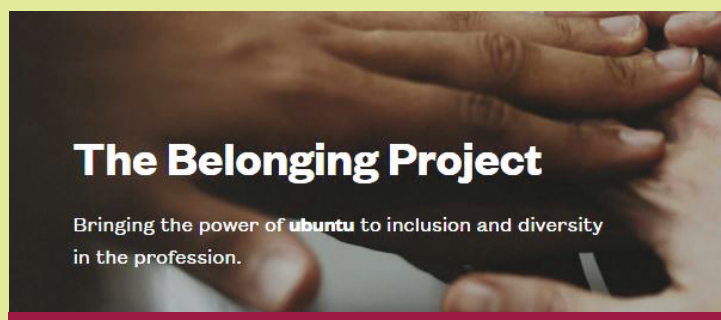 The Belonging Project
Bringing the power of ubuntu to inclusion and diversity
in the profession.